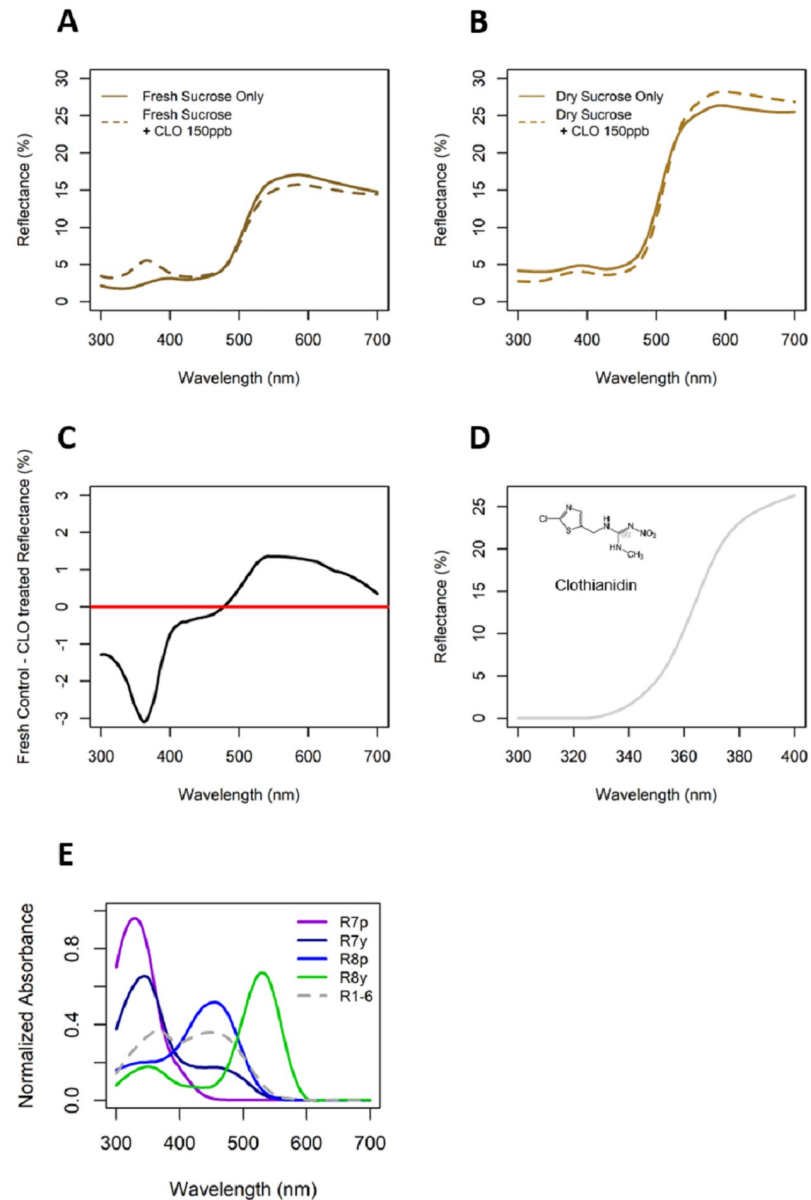 A
B
30
25
20
15
10
5
0
Reflectance (%)
Fresh Sucrose Only
Fresh Sucrose
+ CLO 150ppb
300 400 500 600 700
Wavelength (nm)
30
25
20
15
10
5
0
Reflectance (%)
Dry Sucrose Only
Dry Sucrose
+ CLO 150ppb
300 400 500 600 700
Wavelength (nm)
C
D
3
2
1
0
-1
-2
-3
Fresh Control - CLO treated Reflectance (%)
300 400 500 600 700
Wavelength (nm)
25
20
15
10
5
0
Reflectance (%)
N
Cl
S
HN
N
NO₂
HN
CH₃
Clothianidin
300 320 340 360 380 400
Wavelength (nm)
E
0.8
0.4
0.0
Normalized Absorbance
R7p
R7y
R8p
R8y
R1-6
300 400 500 600 700
Wavelength (nm)